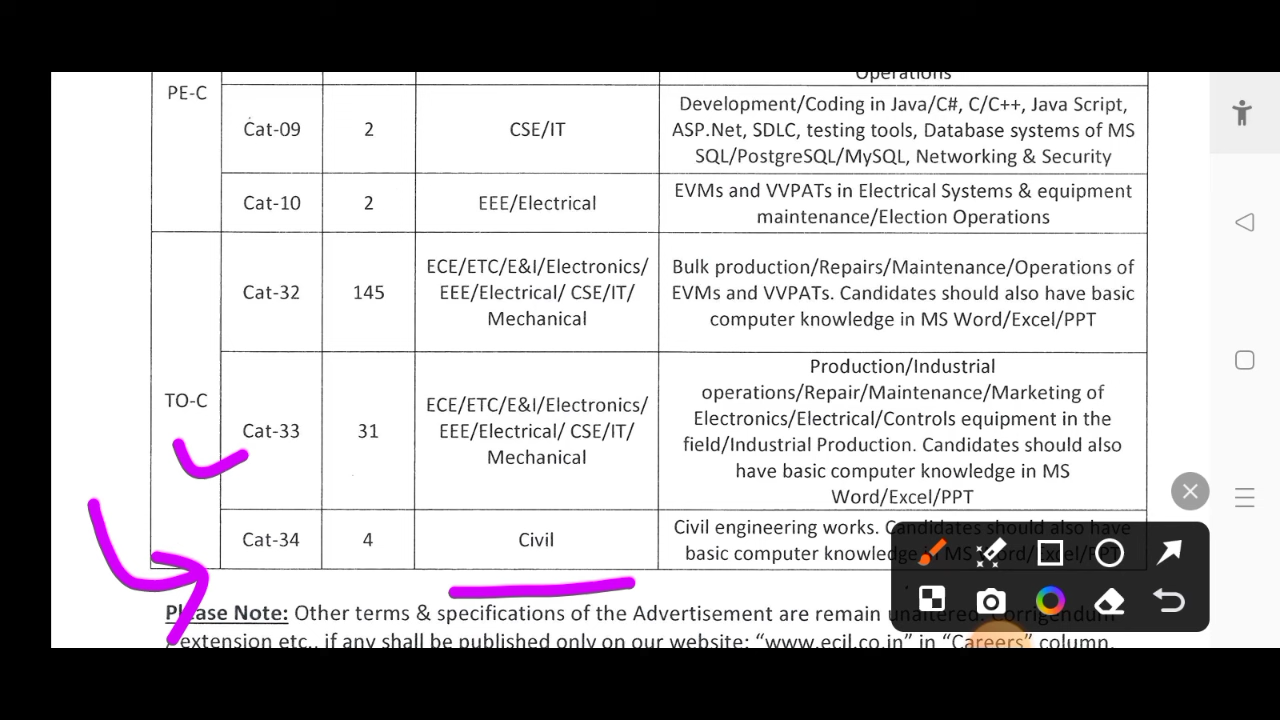 Operations
PE-C
Cat-09
2
CSE/IT
Development/Coding in Java/C#, C/C++, Java Script,
ASP.Net, SDLC, testing tools, Database systems of MS
SQL/PostgreSQL/MySQL, Networking & Security
Cat-10
2
EEE/Electrical
EVMs and VVPATs in Electrical Systems & equipment
maintenance/Election Operations
TO-C
Cat-32
145
ECE/ETC/E&I/Electronics/
EEE/Electrical/ CSE/IT/
Mechanical
Bulk production/Repairs/Maintenance/Operations of
EVMs and VVPATs. Candidates should also have basic
computer knowledge in MS Word/Excel/PPT
Cat-33
31
ECE/ETC/E&I/Electronics/
EEE/Electrical/ CSE/IT/
Mechanical
Production/Industrial
operations/Repair/Maintenance/Marketing of
Electronics/Electrical/Controls equipment in the
field/Industrial Production. Candidates should also
have basic computer knowledge in MS
Word/Excel/PPT
Cat-34
4
Civil
Civil engineering works. Candidates should also have
basic computer knowledge in MS Word/Excel/PPT
Please Note: Other terms & specifications of the Advertisement are remain unaltered. Corrigendum
/extension etc., if any shall be published only on our website: "www.ecil.co.in" in "Careers" column.